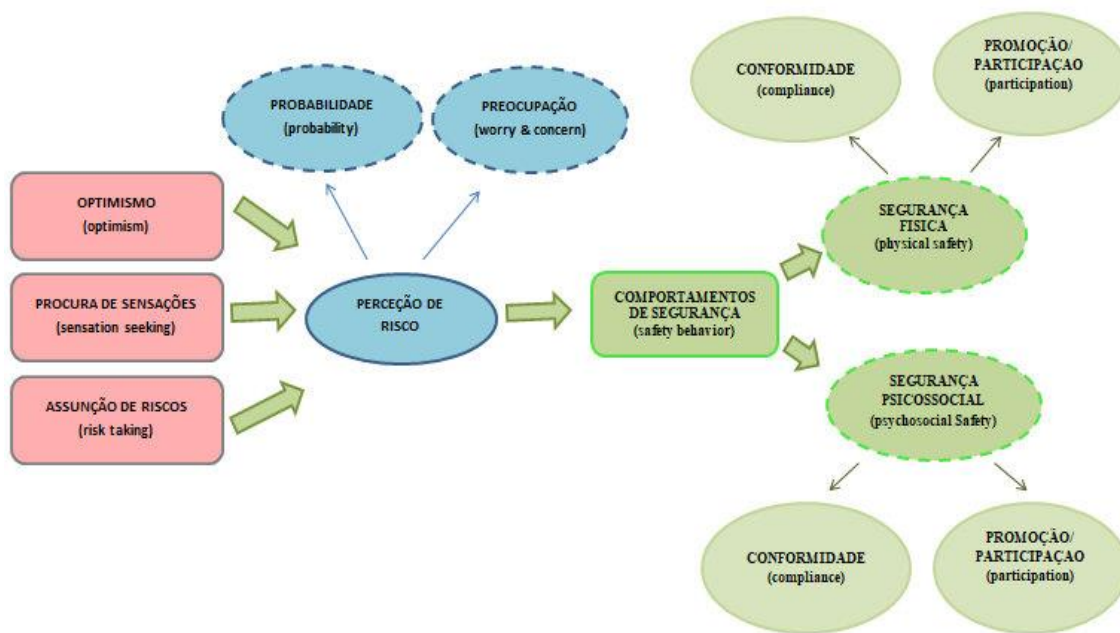 OPTIMISMO
(optimism)
PROCURA DE SENSAÇÕES
(sensation seeking)
ASSUNÇÃO DE RISCOS
(risk taking)
PROBABILIDADE
(probability)
PREOCUPAÇÃO
(worry & concern)
PERCEÇÃO DE
RISCO
COMPORTAMENTOS
DE SEGURANÇA
(safety behavior)
CONFORMIDADE
(compliance)
PROMOÇÃO/
PARTICIPAÇAO
(participation)
SEGURANÇA
FISICA
(physical safety)
SEGURANÇA
PSICOSSOCIAL
(psychosocial Safety)
CONFORMIDADE
(compliance)
PROMOÇÃO/
PARTICIPAÇAO
(participation)